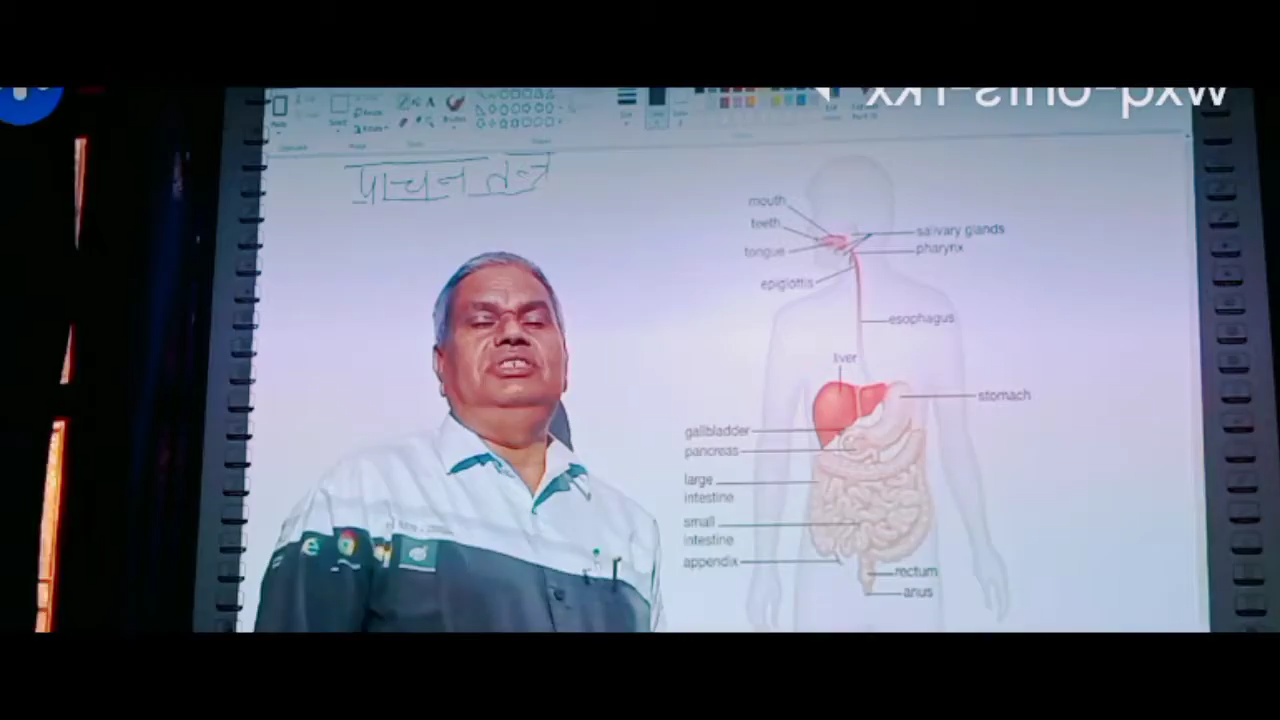 पाचन तन्त्र
mouth
teeth
tongue
epiglottis
salivary glands
pharynx
esophagus
liver
stomach
gallbladder
pancreas
large
intestine
small
intestine
appendix
rectum
anus